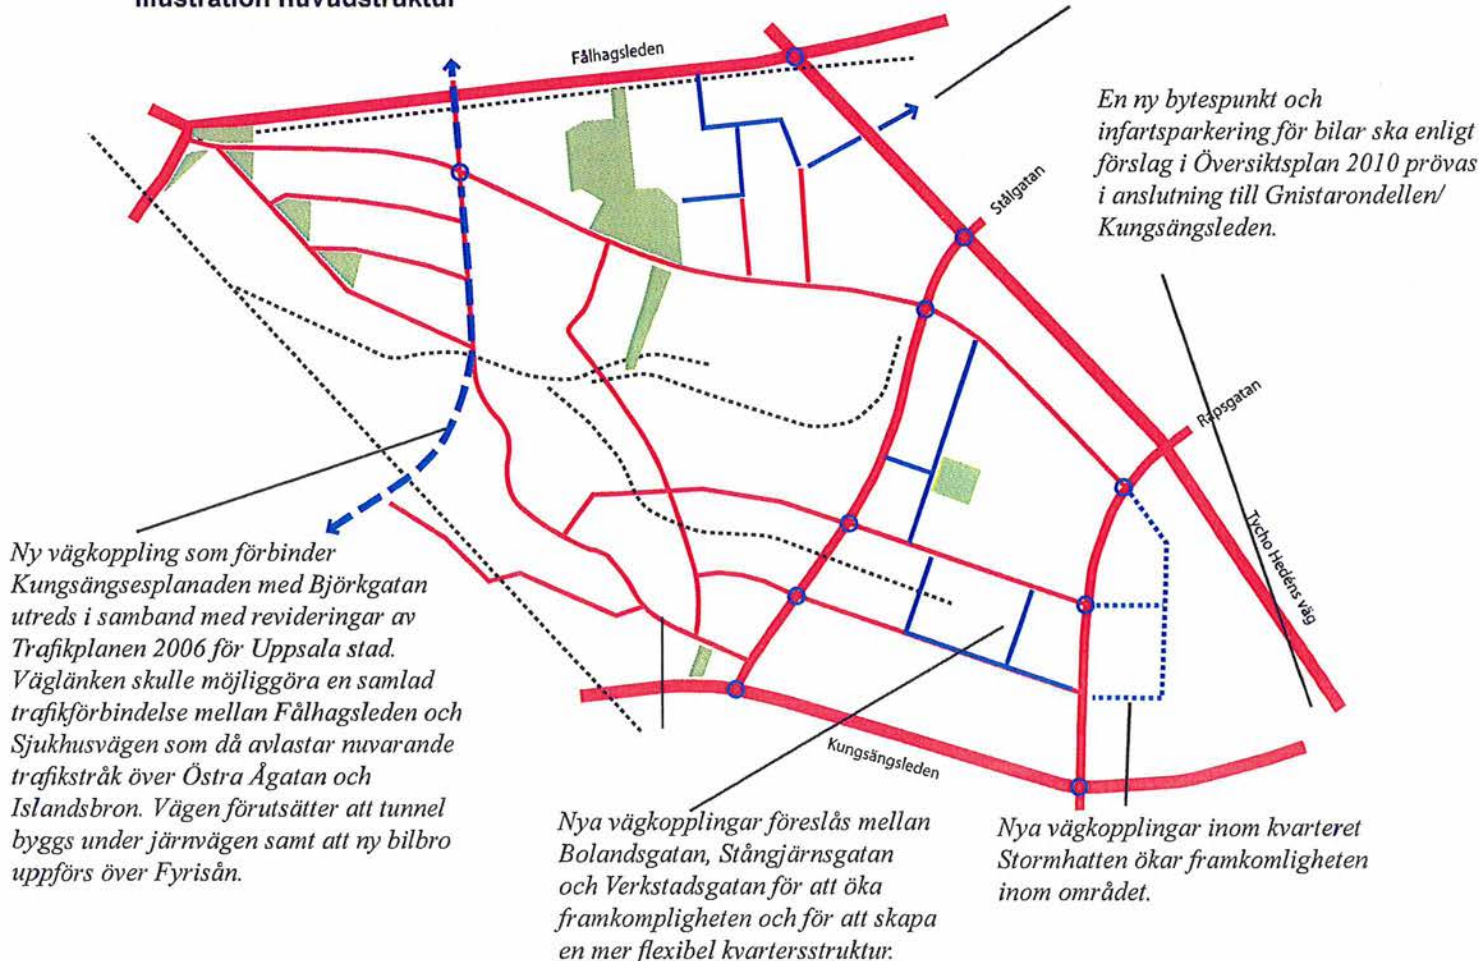 Illustration huvudstruktur
Fålhagsleden
Stålgatan
Rapsgatan
Tycho Hedéns väg
Kungsängsleden
En ny bytespunkt och
infartsparkering för bilar ska enligt
förslag i Översiktsplan 2010 prövas
i anslutning till Gnistarondellen/
Kungsängsleden.
Ny vägkoppling som förbinder
Kungsängsesplanaden med Björkgatan
utreds i samband med revideringar av
Trafikplanen 2006 för Uppsala stad.
Väglänken skulle möjliggöra en samlad
trafikförbindelse mellan Fålhagsleden och
Sjukhusvägen som då avlastar nuvarande
trafikstråk över Östra Ågatan och
Islandsbron. Vägen förutsätter att tunnel
byggs under järnvägen samt att ny bilbro
uppförs över Fyrisån.
Nya vägkopplingar föreslås mellan
Bolandsgatan, Stångjärnsgatan
och Verkstadsgatan för att öka
framkompligheten och för att skapa
en mer flexibel kvartersstruktur.
Nya vägkopplingar inom kvarteret
Stormhatten ökar framkomligheten
inom området.